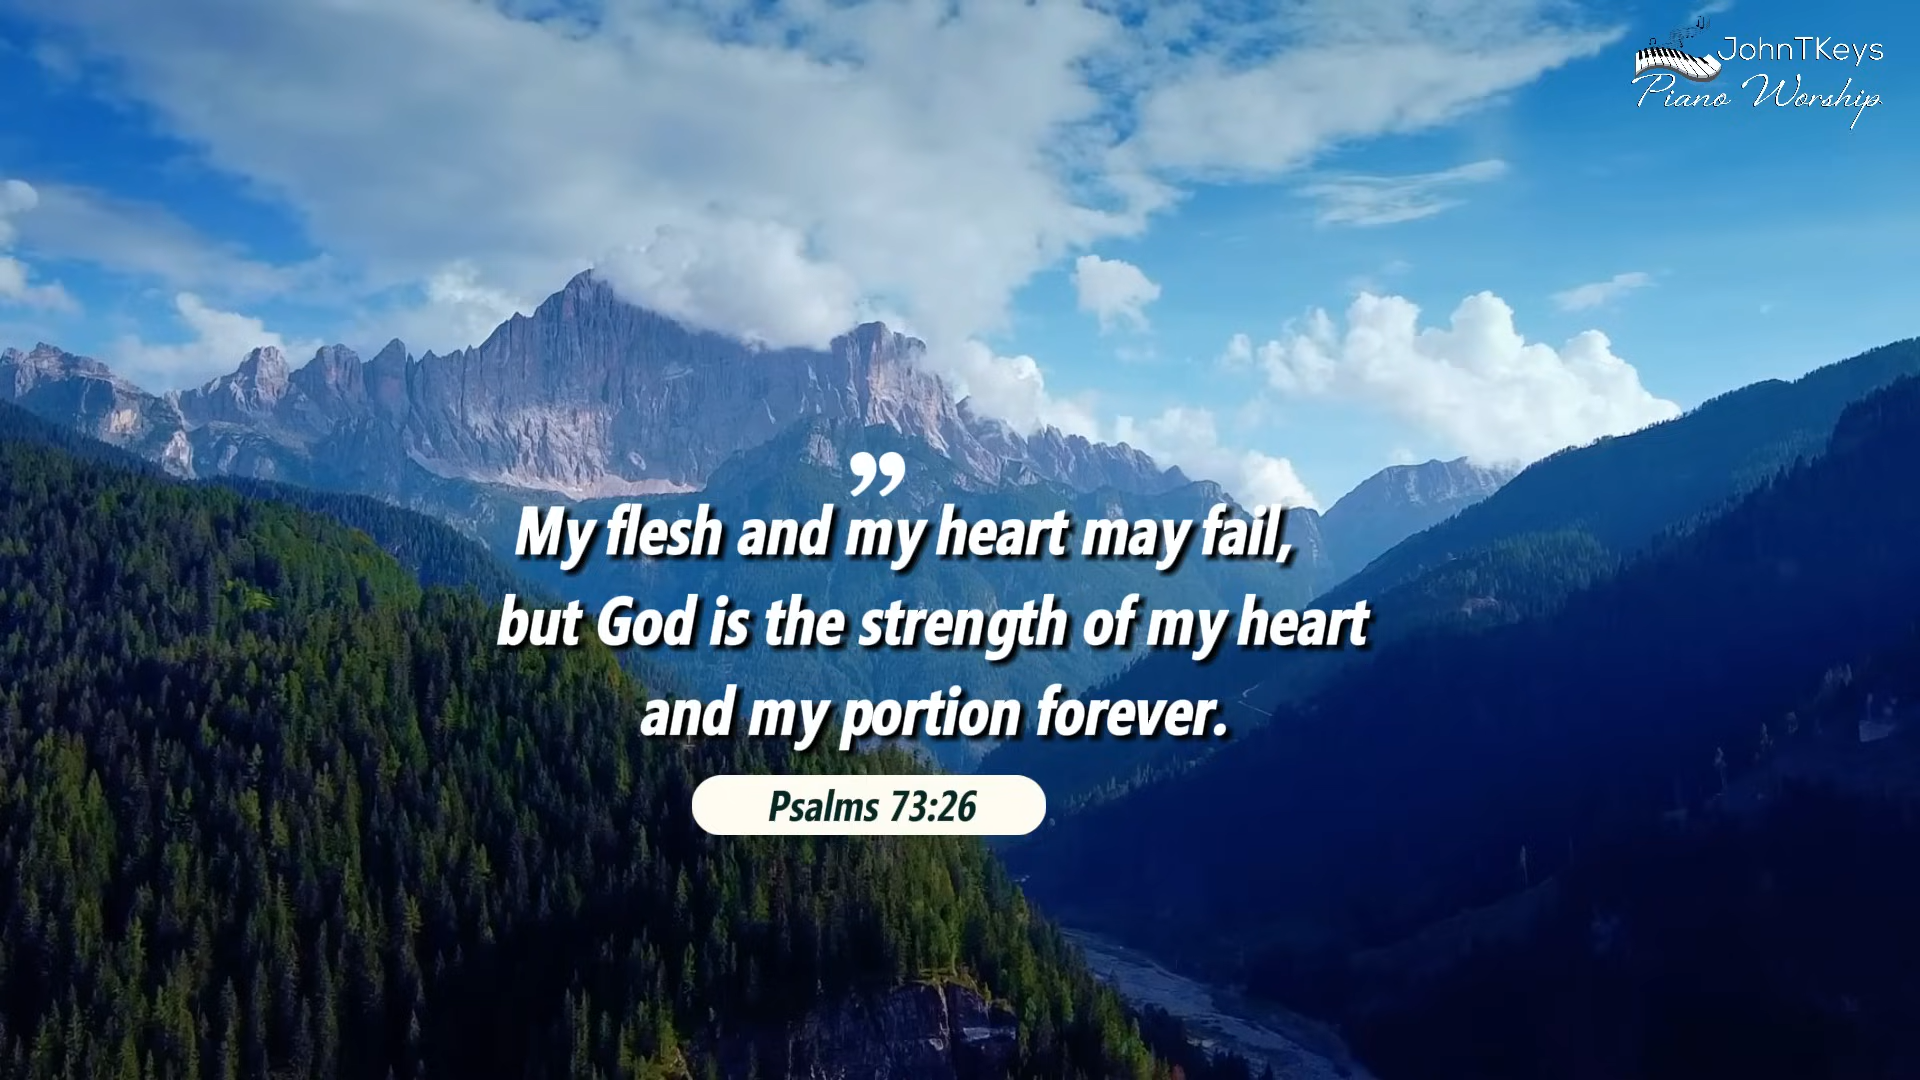 JohnTKeys
Piano Worship
”
My flesh and my heart may fail,
but God is the strength of my heart
and my portion forever.
Psalms 73:26